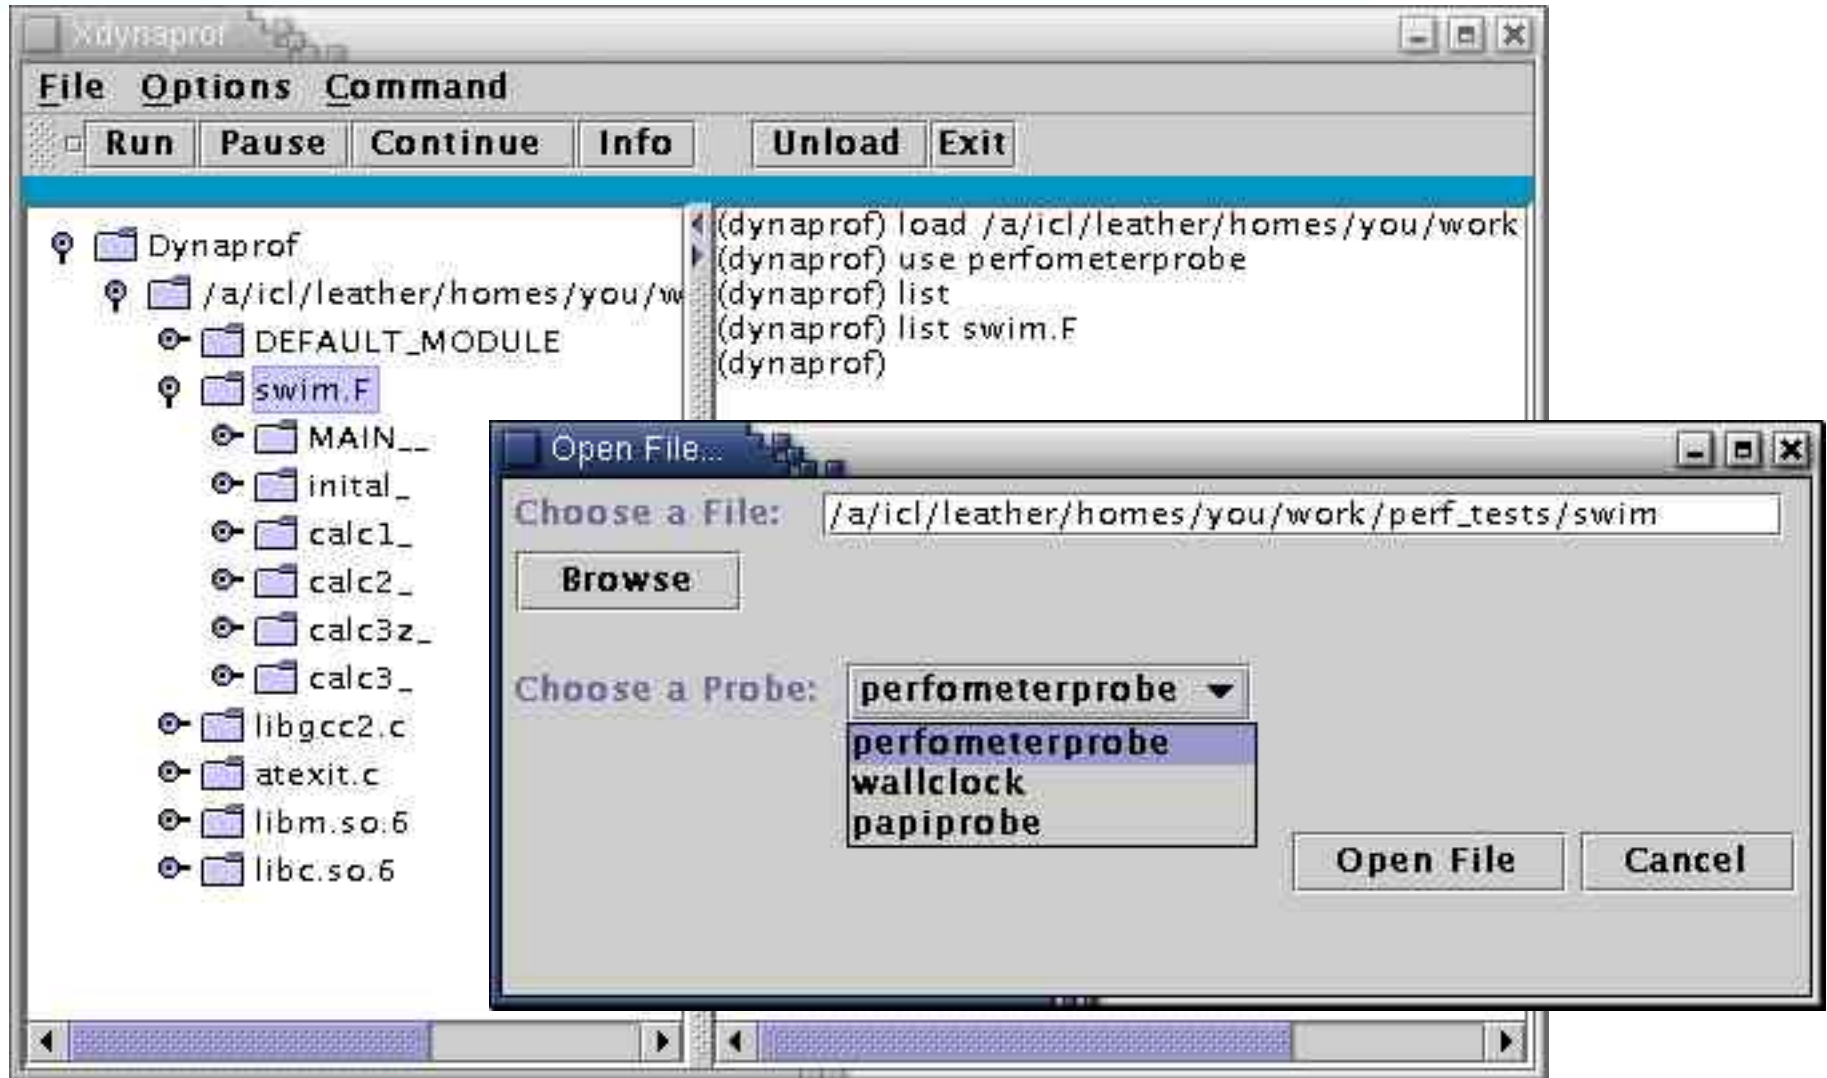 Xdynaprof
File Options Command
Run Pause Continue Info Unload Exit
Dynaprof
/a/icl/leather/homes/you/w
DEFAULT_MODULE
swim.F
MAIN__
inital_
calc1_
calc2_
calc3z_
calc3_
libgcc2.c
atexit.c
libm.so.6
libc.so.6
(dynaprof) load /a/icl/leather/homes/you/work
(dynaprof) use perfometerprobe
(dynaprof) list
(dynaprof) list swim.F
(dynaprof)
Open File...
Choose a File: /a/icl/leather/homes/you/work/perf_tests/swim
Browse
Choose a Probe: perfometerprobe
perfometerprobe
wallclock
papiprobe
Open File Cancel